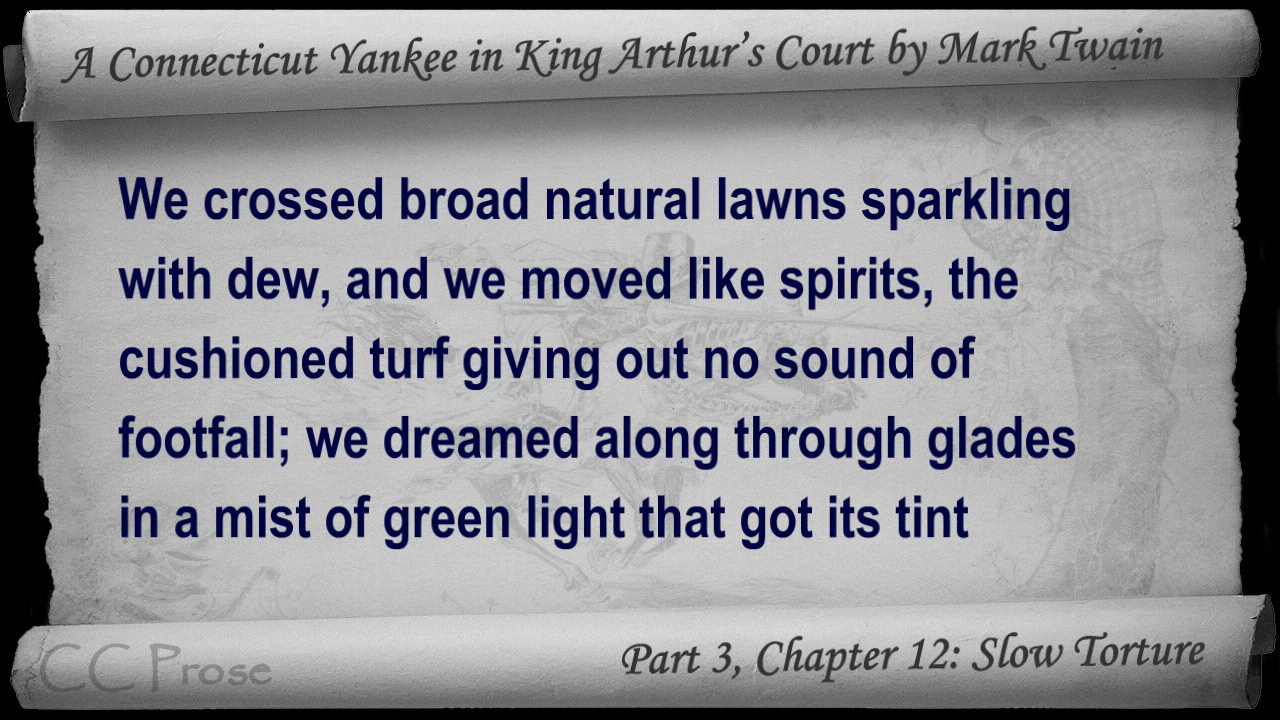 A Connecticut Yankee in King Arthur's Court by Mark Twain
We crossed broad natural lawns sparkling
with dew, and we moved like spirits, the
cushioned turf giving out no sound of
footfall; we dreamed along through glades
in a mist of green light that got its tint
CC Prose
Part 3, Chapter 12: Slow Torture